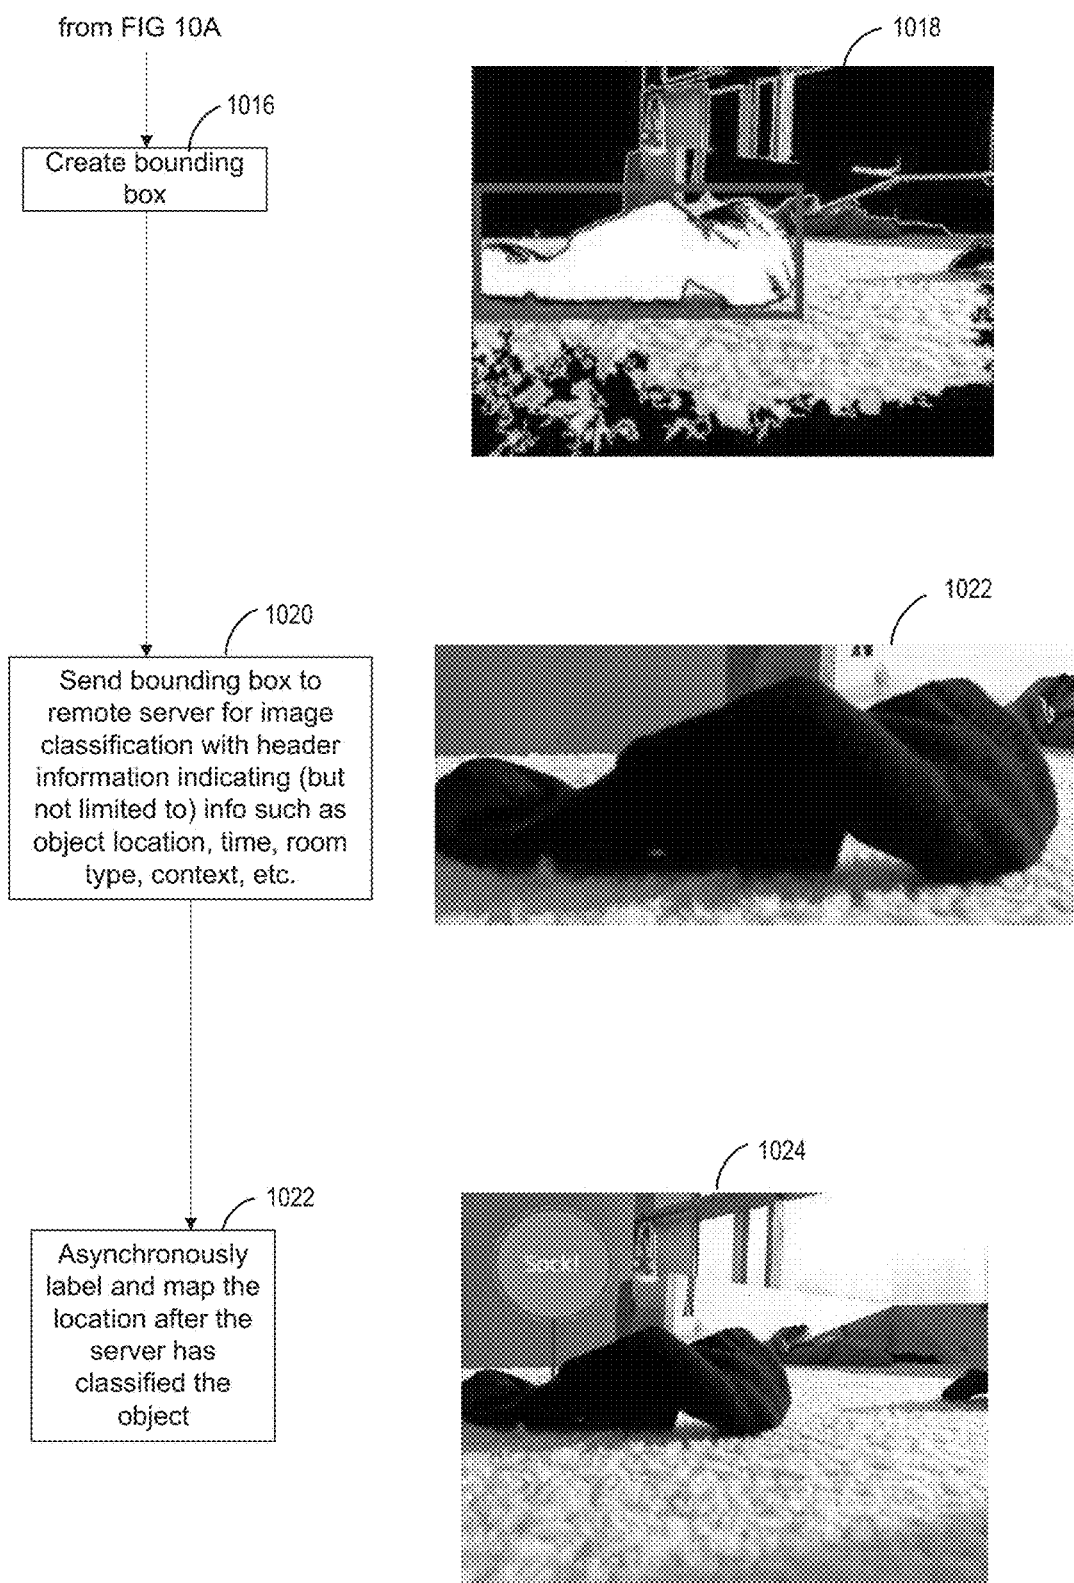 from FIG 10A
1018
1016
Create bounding
box
1020
1022
Send bounding box to
remote server for image
classification with header
information indicating (but
not limited to) info such as
object location, time, room
type, context, etc.
1024
1022
sock!
Asynchronously
label and map the
location after the
server has
classified the
object